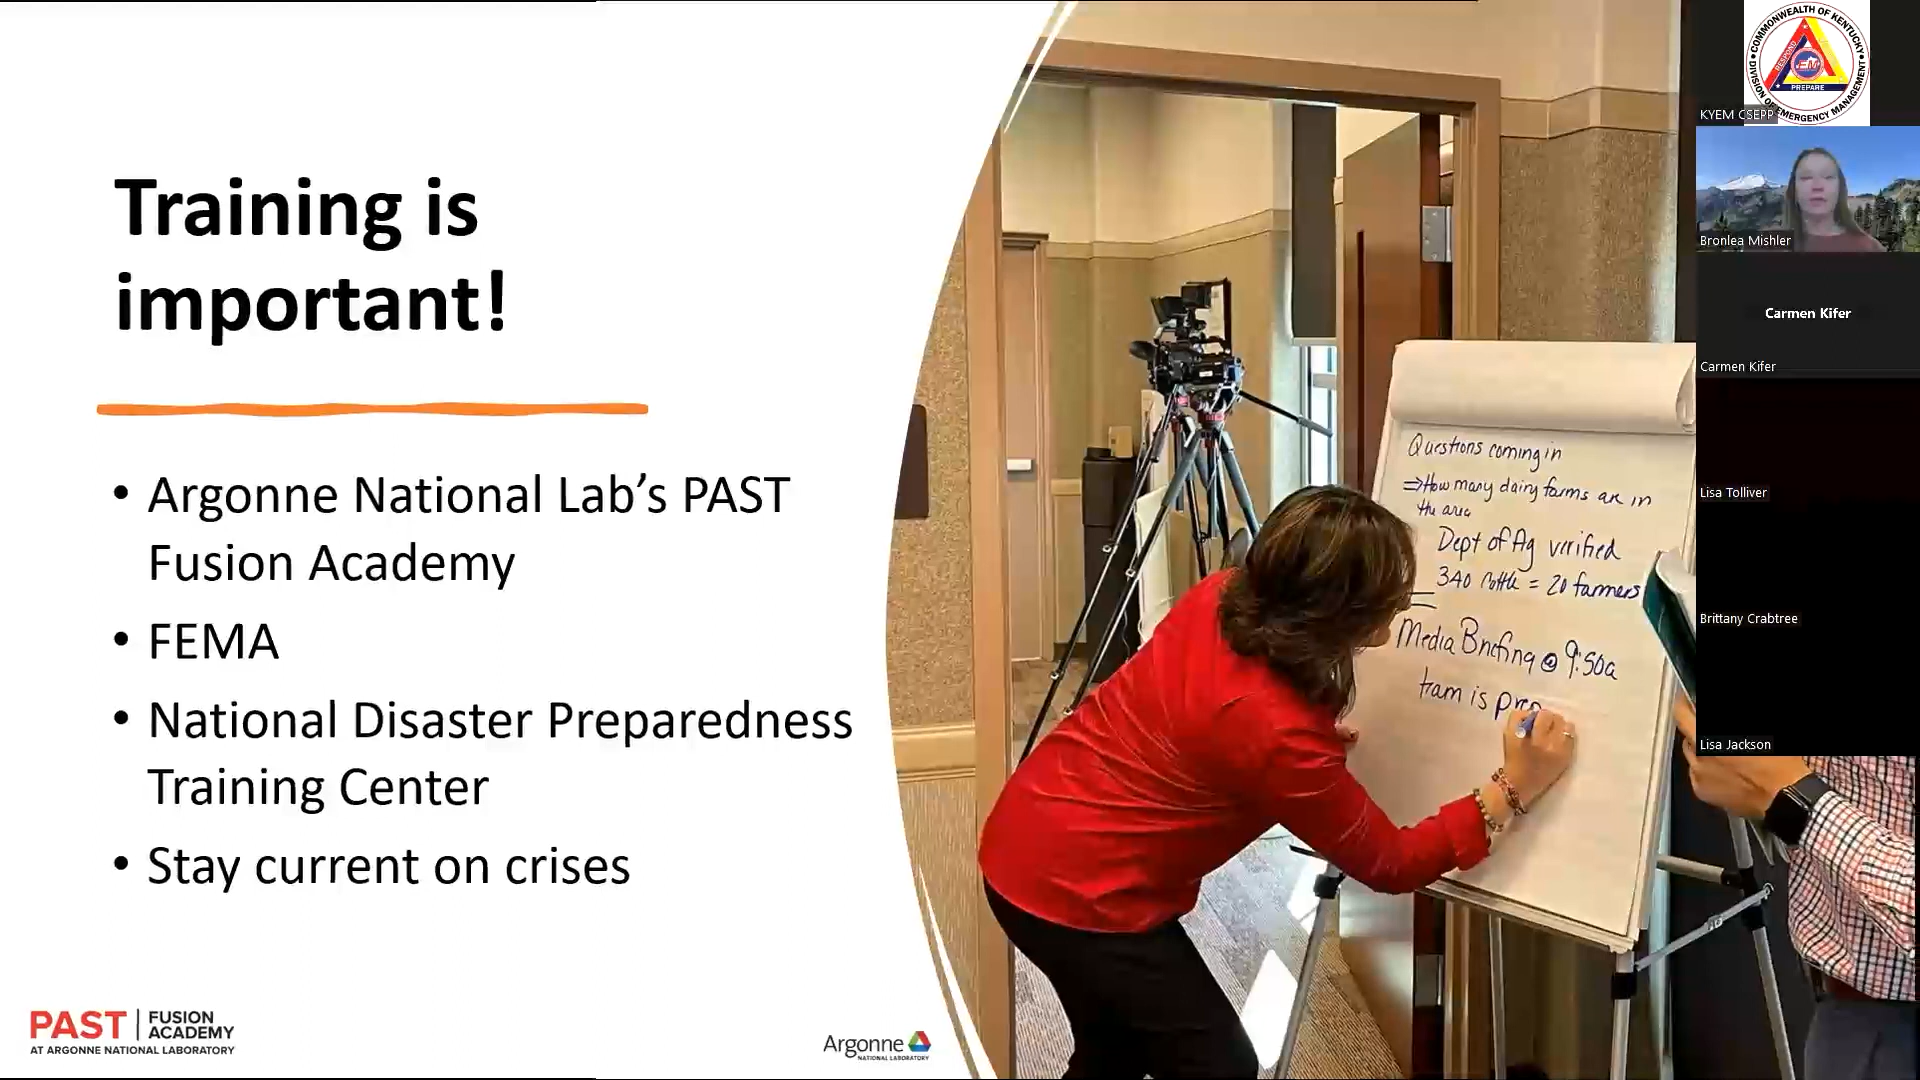 Training is
important!
• Argonne National Lab’s PAST
Fusion Academy
• FEMA
• National Disaster Preparedness
Training Center
• Stay current on crises
PAST | FUSION
ACADEMY
AT ARGONNE NATIONAL LABORATORY
Argonne
NATIONAL LABORATORY
Questions coming in
⇒How many dairy farms are in
the area
Dept of Ag verified
340 Cattle = 20 farmers
Media Briefing @ 9:50a
team is prep
COMMONWEALTH OF KENTUCKY
DIVISION OF EMERGENCY MANAGEMENT
RESPOND
EM
PREPARE
KYEM CSEPP
Bronlea Mishler
Carmen Kifer
Carmen Kifer
Lisa Tolliver
Brittany Crabtree
Lisa Jackson